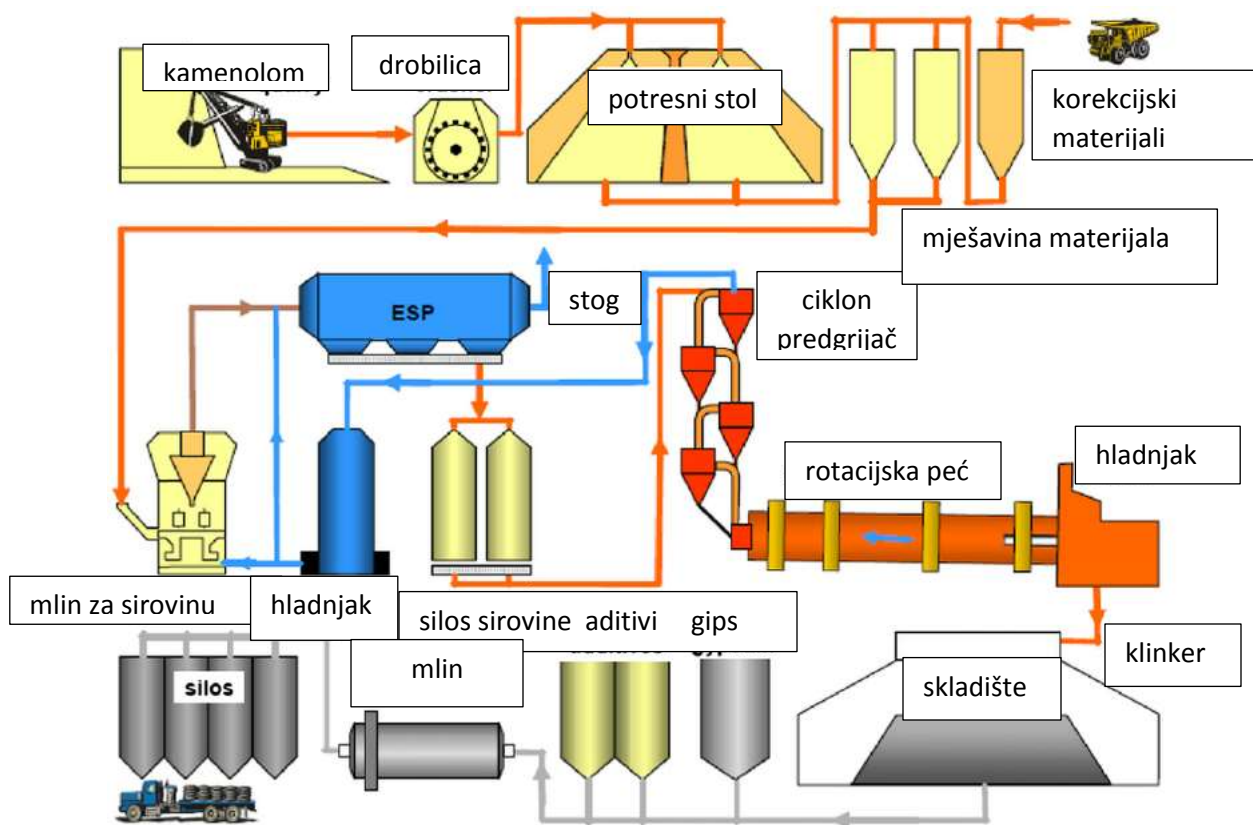 kamenolom
drobilica
potresni stol
korekcijski
materijali
mješavina materijala
stog
ciklon
predgrijač
ESP
rotacijska peć
hladnjak
mlin za sirovinu
hladnjak
silos sirovine aditivi gips
mlin
klinker
skladište
silos